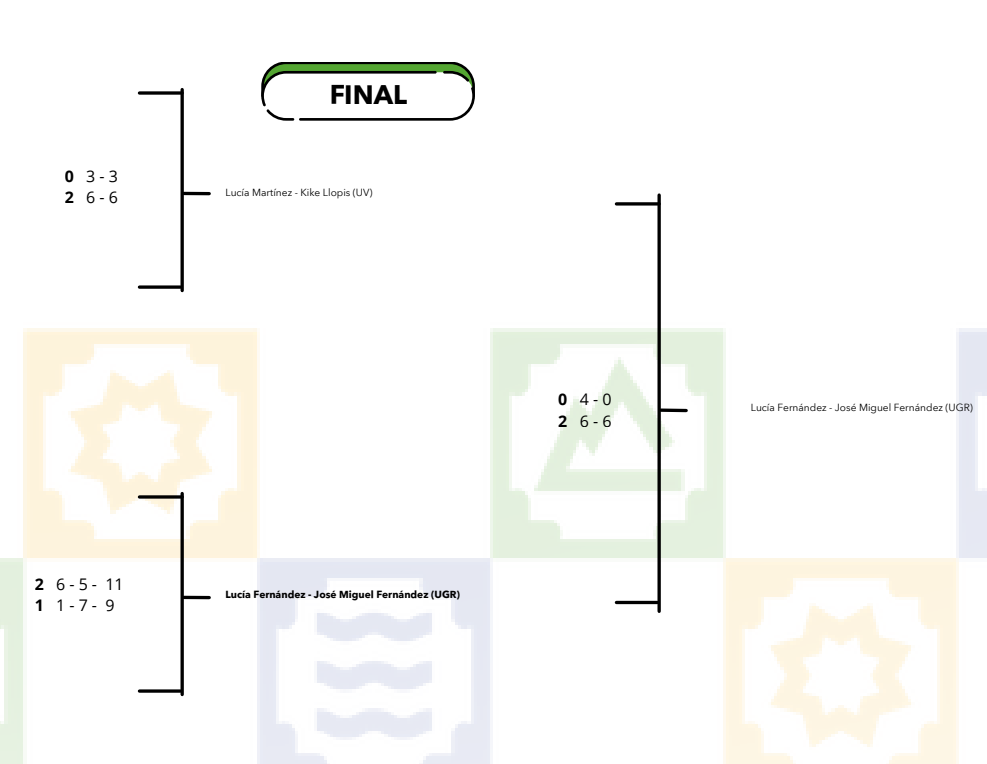 FINAL
0 3 - 3
2 6 - 6
Lucía Martínez - Kike Llopis (UV)
0 4 - 0
2 6 - 6
Lucía Fernández - José Miguel Fernández (UGR)
2 6 - 5 - 11
1 1 - 7 - 9
Lucía Fernández - José Miguel Fernández (UGR)